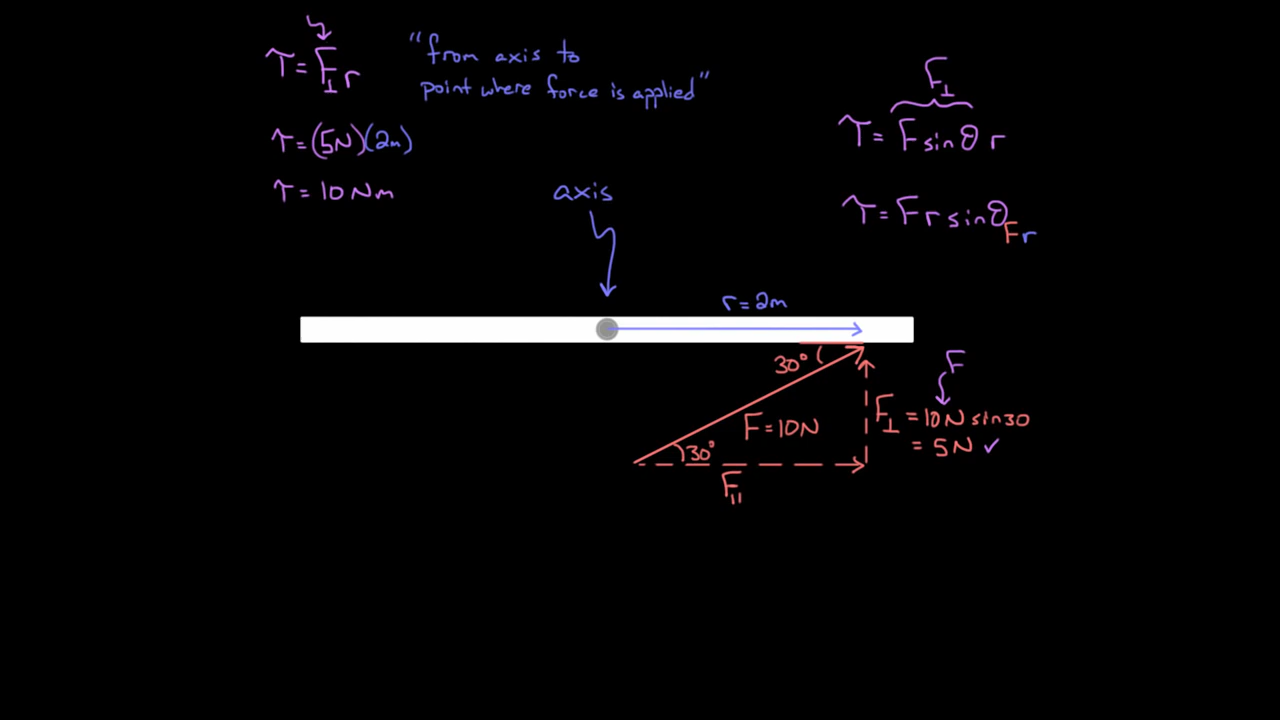 τ = F⊥ r
"from axis to
point where force is applied"
τ = (5N)(2m)
τ = 10 Nm
axis
r = 2m
F⊥
τ = F sin θ r
τ = F r sin θ Fr
30°
F = 10N
30°
F||
F
F⊥ = 10N sin30
= 5N ✓